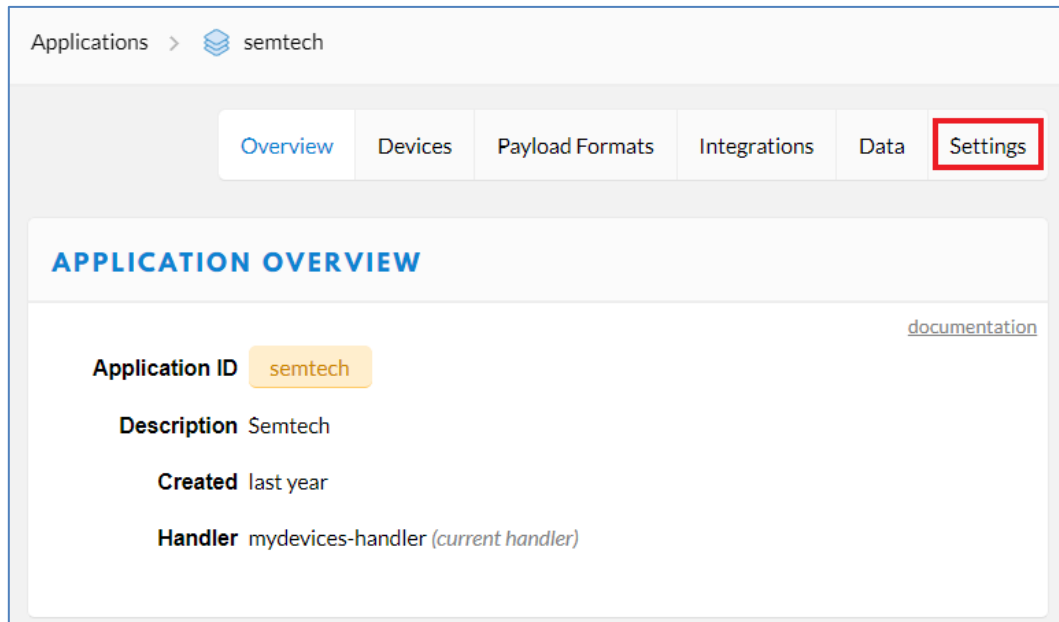 Applications > semtech
Overview Devices Payload Formats Integrations Data Settings
APPLICATION OVERVIEW
documentation
Application ID semtech
Description Semtech
Created last year
Handler mydevices-handler (current handler)